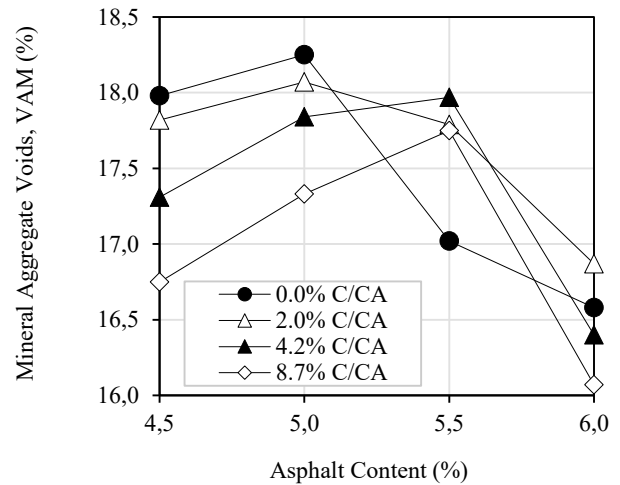 18,5
18,0
17,5
17,0
16,5
16,0
Mineral Aggregate Voids, VAM (%)
0.0% C/CA
2.0% C/CA
4.2% C/CA
8.7% C/CA
4,5 5,0 5,5 6,0
Asphalt Content (%)